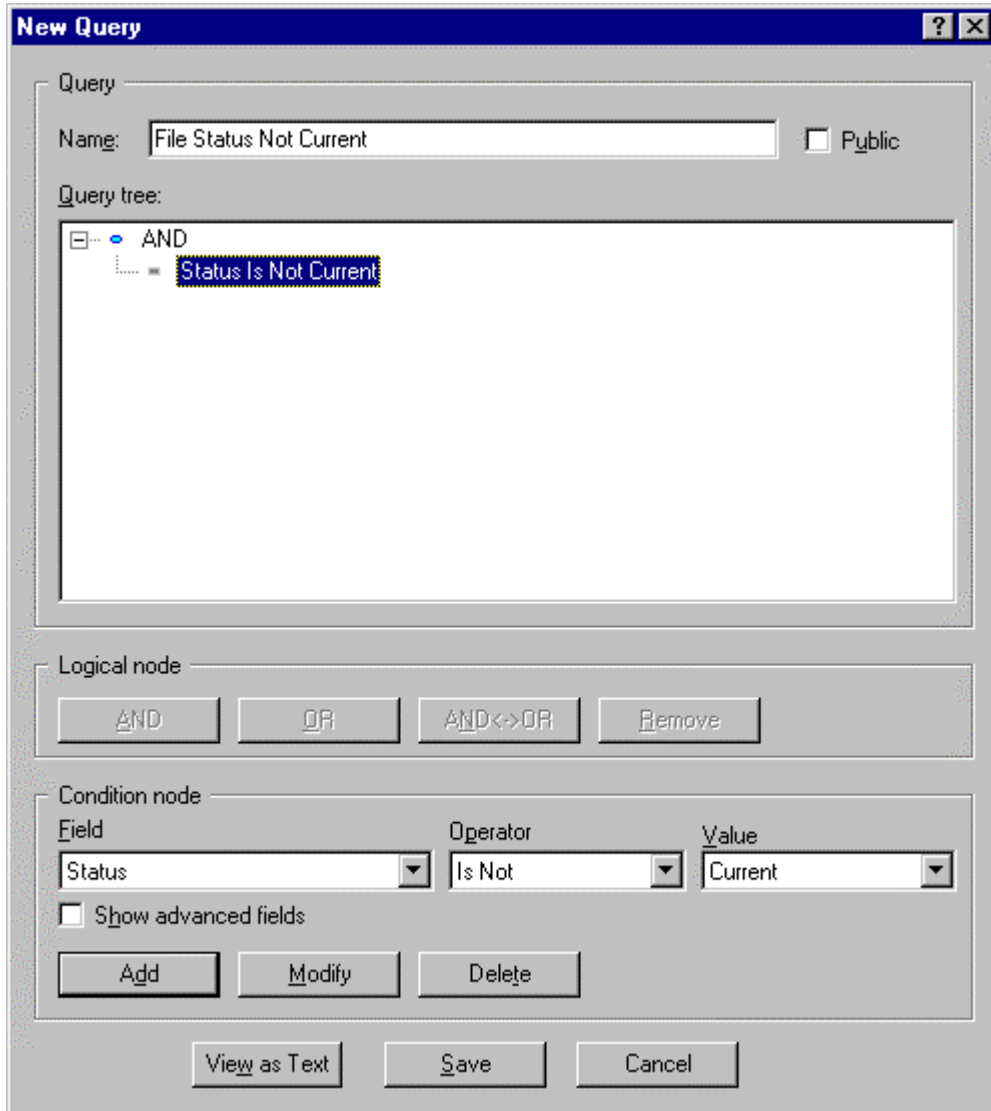 New Query
Query
Name: File Status Not Current Public
Query tree:
AND
Status Is Not Current
Logical node
AND OR AND<->OR Remove
Condition node
Field Operator Value
Status Is Not Current
Show advanced fields
Add Modify Delete
View as Text Save Cancel